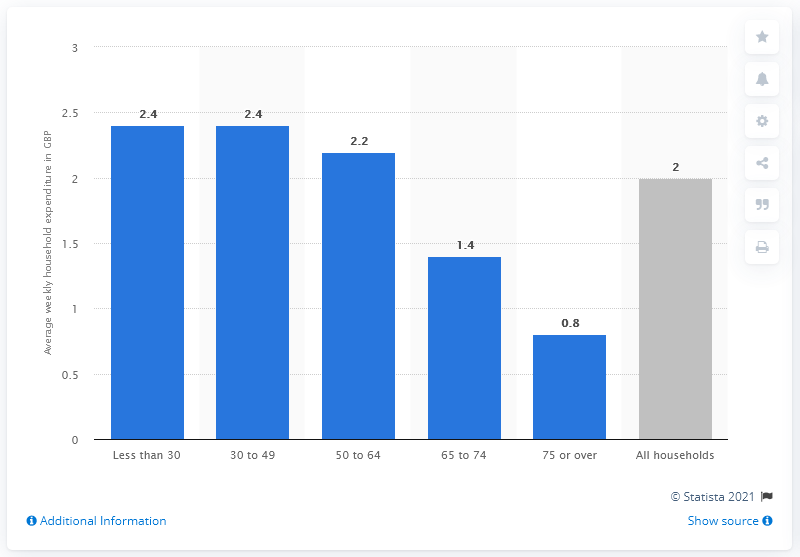 Average weekly household expenditure in GBP
3
2.5
2
1.5
1
0.5
0
2.4
2.4
2.2
1.4
0.8
2
Less than 30
30 to 49
50 to 64
65 to 74
75 or over
All households
© Statista 2021
Additional Information
Show source